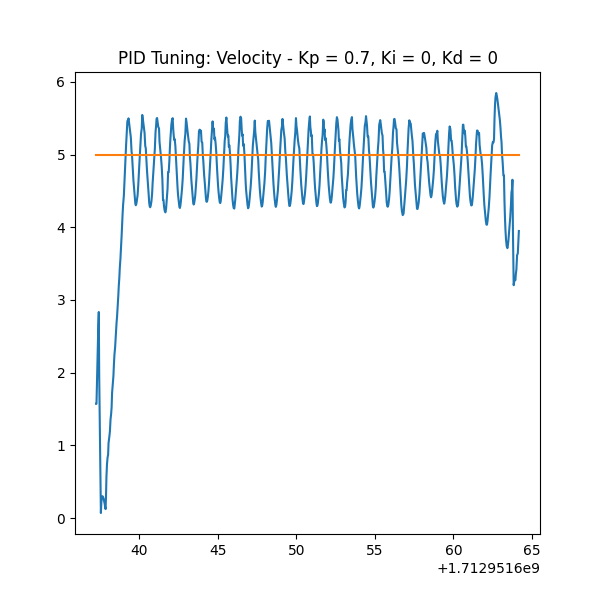 PID Tuning: Velocity - Kp = 0.7, Ki = 0, Kd = 0
6
5
4
3
2
1
0
40 45 50 55 60 65
+1.7129516e9